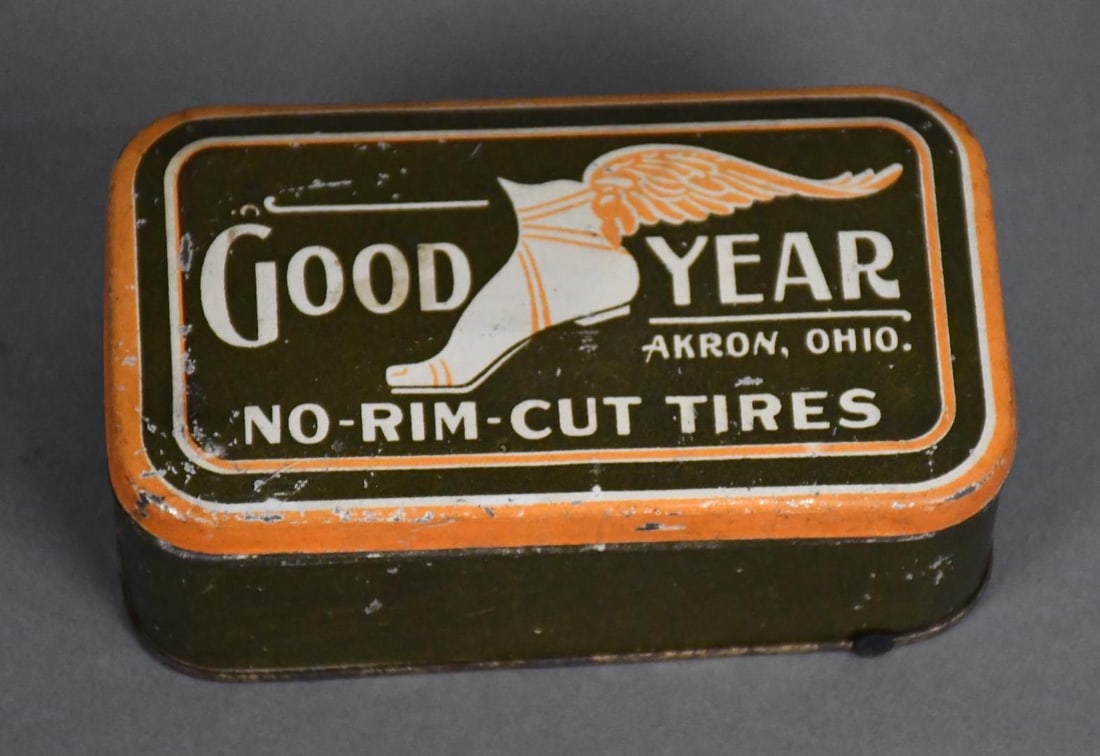 GOOD YEAR
AKRON, OHIO.
NO-RIM-CUT TIRES